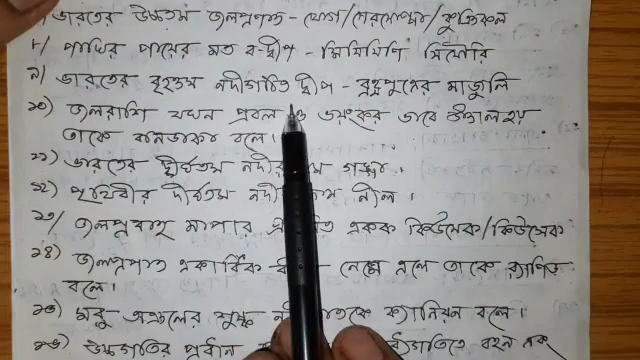 ভারতের উচ্চতম জলপ্রপাত - যোগ/গেরসোপ্পা/কুঞ্চিকল
৮/ পাখির পায়ের মত ব-দ্বীপ - মিসিসিপি মিসৌরি
৯/ ভারতের বৃহত্তম নদীগঠিত দ্বীপ - ব্রহ্মপুত্রের মাজুলি
১০) জলরাশি যখন প্রবল ও ভয়ংকর ভাবে উত্তাল হয়
তাকে বানডাকা বলে।
১১) ভারতের দীর্ঘতম নদীর গঙ্গা।
১২) পৃথিবীর দীর্ঘতম নদী নীল।
১৩/ জলপ্রবাহ মাপার একক কিউমেক/কিউসেক
১৪) জলপ্রপাত একাধিক নেমে এলে তাকে র‍্যাপিড
বলে।
১৫) মরু অঞ্চলের শুষ্ক ক্যানিয়ন বলে।
১৬) উচ্চগতির প্রধান বহন